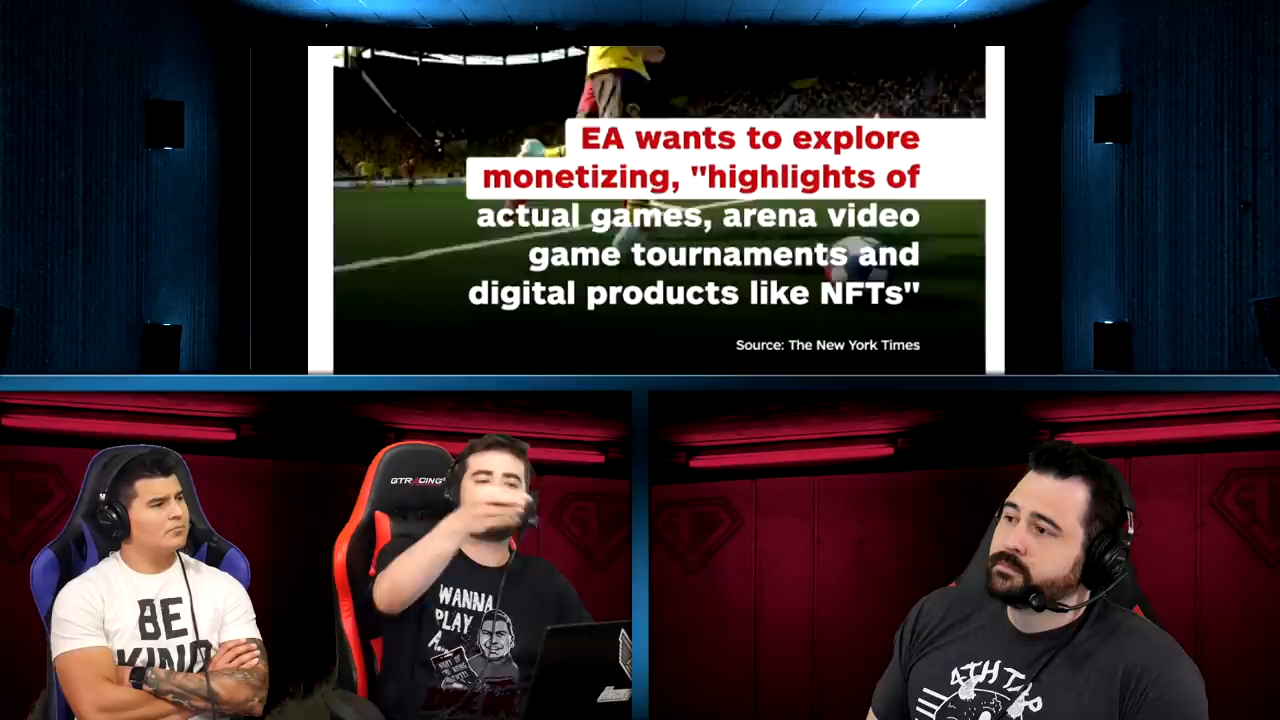 EA wants to explore
monetizing, "highlights of
actual games, arena video
game tournaments and
digital products like NFTs"
Source: The New York Times
GTRACING
BE
KIND
WANNA
PLAY
A...
4TH